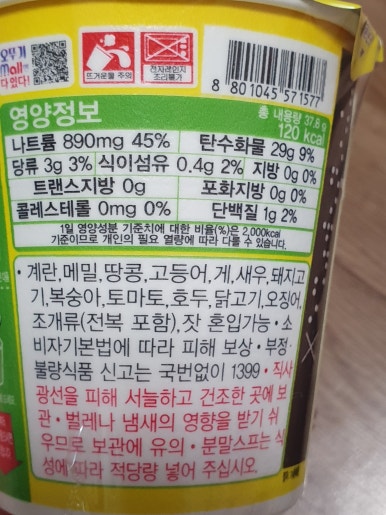 오뚜기
Mall에
다있다!
뜨거운물 주의
전자레인지
조리불가
8 801045 571577
영양정보
총 내용량 37.8 g
120 kcal
나트륨 890mg 45% 탄수화물 29g 9%
당류 3g 3% 식이섬유 0.4g 2% 지방 0g 0%
트랜스지방 0g 포화지방 0g 0%
콜레스테롤 0mg 0% 단백질 1g 2%
1일 영양성분 기준치에 대한 비율(%)은 2,000kcal
기준이므로 개인의 필요 열량에 따라 다를 수 있습니다.
• 계란,메밀,땅콩,고등어,게,새우,돼지고
기,복숭아,토마토,호두,닭고기,오징어,
조개류(전복 포함),잣 혼입가능 • 소
비자기본법에 따라 피해 보상 • 부정·
불량식품 신고는 국번없이 1399 • 직사
광선을 피해 서늘하고 건조한 곳에 보
관 • 벌레나 냄새의 영향을 받기 쉬
우므로 보관에 유의 • 분말스프는 식
성에 따라 적당량 넣어 주십시오.